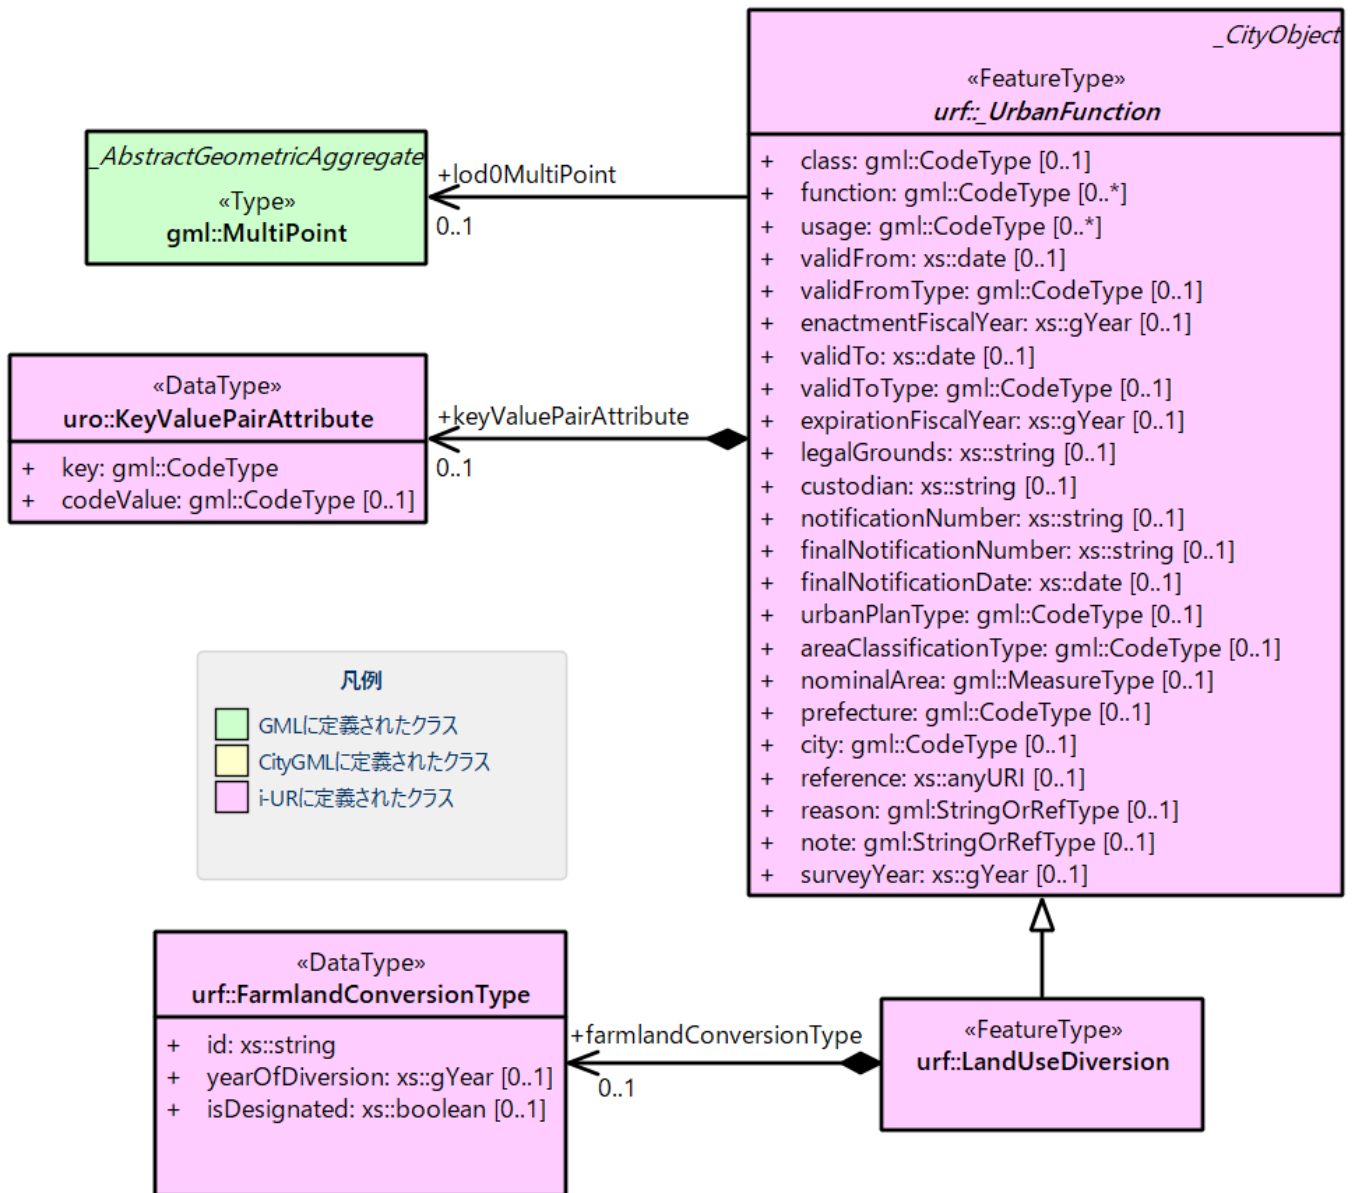 _CityObject
«FeatureType»
urf::_UrbanFunction
+ class: gml::CodeType [0..1]
+ function: gml::CodeType [0..*]
+ usage: gml::CodeType [0..*]
+ validFrom: xs::date [0..1]
+ validFromType: gml::CodeType [0..1]
+ enactmentFiscalYear: xs::gYear [0..1]
+ validTo: xs::date [0..1]
+ validToType: gml::CodeType [0..1]
+ expirationFiscalYear: xs::gYear [0..1]
+ legalGrounds: xs::string [0..1]
+ custodian: xs::string [0..1]
+ notificationNumber: xs::string [0..1]
+ finalNotificationNumber: xs::string [0..1]
+ finalNotificationDate: xs::date [0..1]
+ urbanPlanType: gml::CodeType [0..1]
+ areaClassificationType: gml::CodeType [0..1]
+ nominalArea: gml::MeasureType [0..1]
+ prefecture: gml::CodeType [0..1]
+ city: gml::CodeType [0..1]
+ reference: xs::anyURI [0..1]
+ reason: gml:StringOrRefType [0..1]
+ note: gml:StringOrRefType [0..1]
+ surveyYear: xs::gYear [0..1]
_AbstractGeometricAggregate
«Type»
gml::MultiPoint
+lod0MultiPoint
0..1
«DataType»
uro::KeyValuePairAttribute
+ key: gml::CodeType
+ codeValue: gml::CodeType [0..1]
+keyValuePairAttribute
0..1
凡例
GMLに定義されたクラス
CityGMLに定義されたクラス
i-URに定義されたクラス
«DataType»
urf::FarmlandConversionType
+ id: xs::string
+ yearOfDiversion: xs::gYear [0..1]
+ isDesignated: xs::boolean [0..1]
+farmlandConversionType
0..1
«FeatureType»
urf::LandUseDiversion